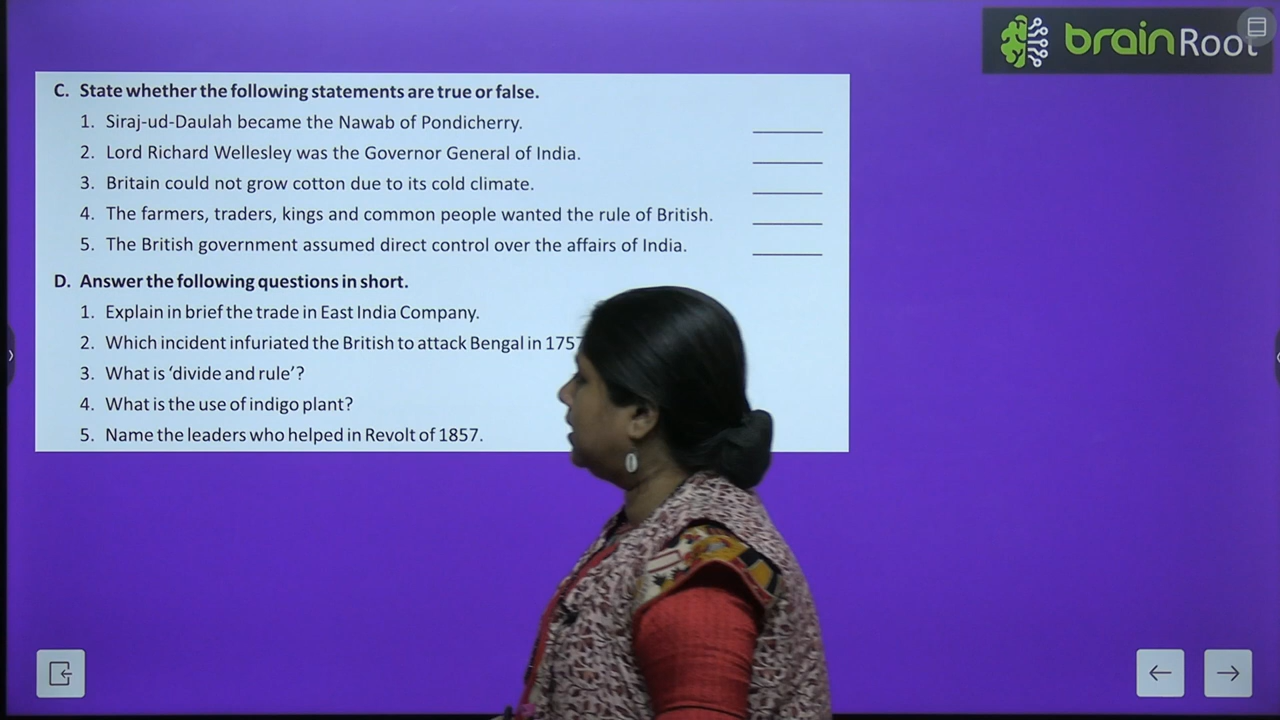 brainRoot
C. State whether the following statements are true or false.
1. Siraj-ud-Daulah became the Nawab of Pondicherry.
2. Lord Richard Wellesley was the Governor General of India.
3. Britain could not grow cotton due to its cold climate.
4. The farmers, traders, kings and common people wanted the rule of British.
5. The British government assumed direct control over the affairs of India.
D. Answer the following questions in short.
1. Explain in brief the trade in East India Company.
2. Which incident infuriated the British to attack Bengal in 1757
3. What is ‘divide and rule’?
4. What is the use of indigo plant?
5. Name the leaders who helped in Revolt of 1857.